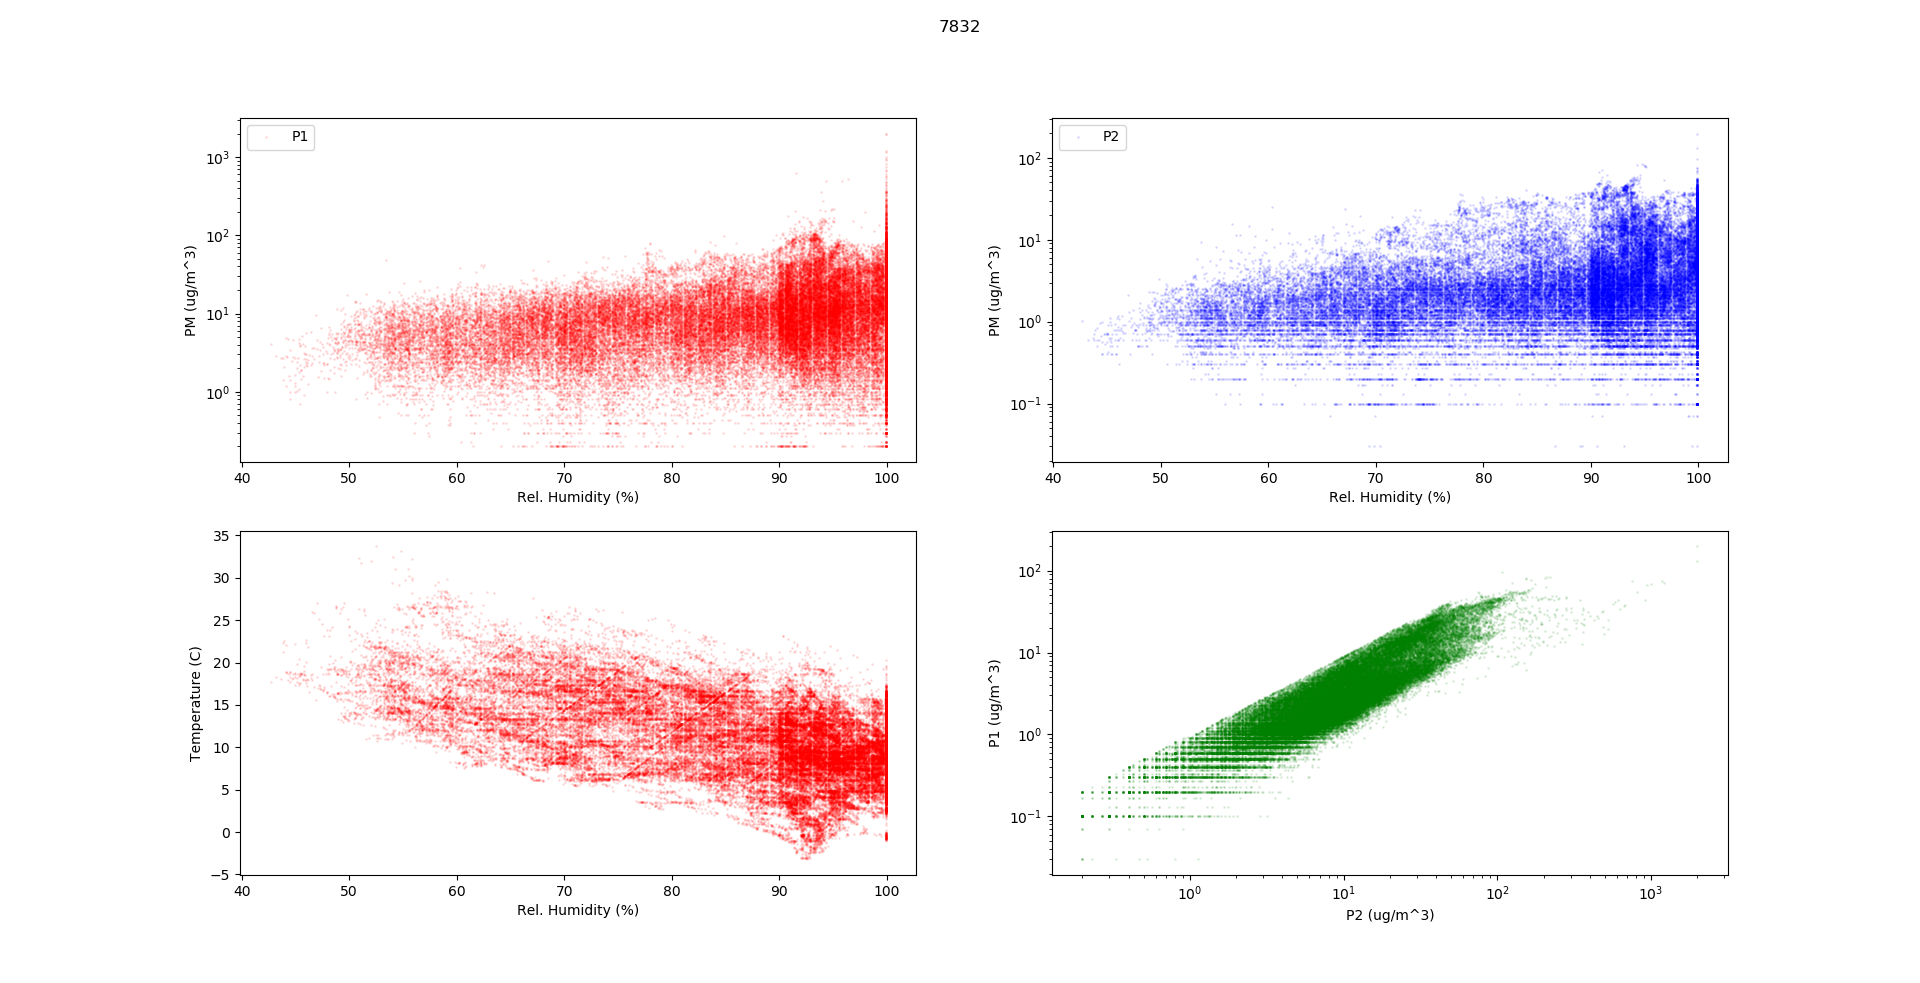 7832
P1
10^3
10^2
10^1
10^0
PM (ug/m^3)
40 50 60 70 80 90 100
Rel. Humidity (%)
P2
10^2
10^1
10^0
10^−1
PM (ug/m^3)
40 50 60 70 80 90 100
Rel. Humidity (%)
35
30
25
20
15
10
5
0
−5
Temperature (C)
40 50 60 70 80 90 100
Rel. Humidity (%)
10^2
10^1
10^0
10^−1
P1 (ug/m^3)
10^0 10^1 10^2 10^3
P2 (ug/m^3)